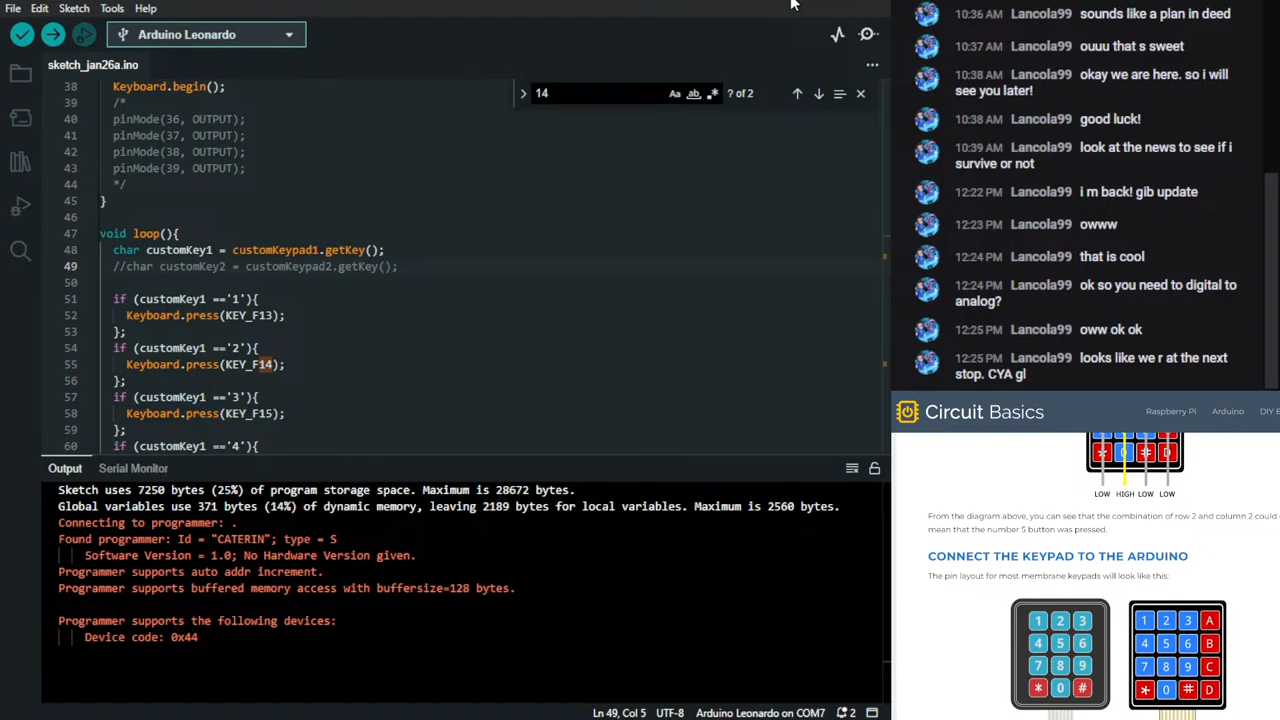 File Edit Sketch Tools Help
Arduino Leonardo
sketch_jan26a.ino
14
Aa ab .* ? of 2
38 Keyboard.begin();
39 /*
40 pinMode(36, OUTPUT);
41 pinMode(37, OUTPUT);
42 pinMode(38, OUTPUT);
43 pinMode(39, OUTPUT);
44 */
45 }
46
47 void loop(){
48 char customKey1 = customKeypad1.getKey();
49 //char customKey2 = customKeypad2.getKey();
50
51 if (customKey1 =='1'){
52 Keyboard.press(KEY_F13);
53 };
54 if (customKey1 =='2'){
55 Keyboard.press(KEY_F14);
56 };
57 if (customKey1 =='3'){
58 Keyboard.press(KEY_F15);
59 };
60 if (customKey1 =='4'){
Output Serial Monitor
Sketch uses 7250 bytes (25%) of program storage space. Maximum is 28672 bytes.
Global variables use 371 bytes (14%) of dynamic memory, leaving 2189 bytes for local variables. Maximum is 2560 bytes.
Connecting to programmer: .
Found programmer: Id = "CATERIN"; type = S
Software Version = 1.0; No Hardware Version given.
Programmer supports auto addr increment.
Programmer supports buffered memory access with buffersize=128 bytes.
Programmer supports the following devices:
Device code: 0x44
Ln 49, Col 5 UTF-8 Arduino Leonardo on COM7 2
10:36 AM Lancola99 sounds like a plan in deed
10:37 AM Lancola99 ouuu that s sweet
10:38 AM Lancola99 okay we are here. so i will
see you later!
10:38 AM Lancola99 good luck!
10:39 AM Lancola99 look at the news to see if i
survive or not
12:22 PM Lancola99 i m back! gib update
12:23 PM Lancola99 owww
12:24 PM Lancola99 that is cool
12:24 PM Lancola99 ok so you need to digital to
analog?
12:25 PM Lancola99 oww ok ok
12:25 PM Lancola99 looks like we r at the next
stop. CYA gl
Circuit Basics
Raspberry Pi Arduino DIY E
* 0 # D
LOW HIGH LOW LOW
From the diagram above, you can see that the combination of row 2 and column 2 could
mean that the number 5 button was pressed.
CONNECT THE KEYPAD TO THE ARDUINO
The pin layout for most membrane keypads will look like this:
1 2 3
4 5 6
7 8 9
* 0 #
1 2 3 A
4 5 6 B
7 8 9 C
* 0 # D